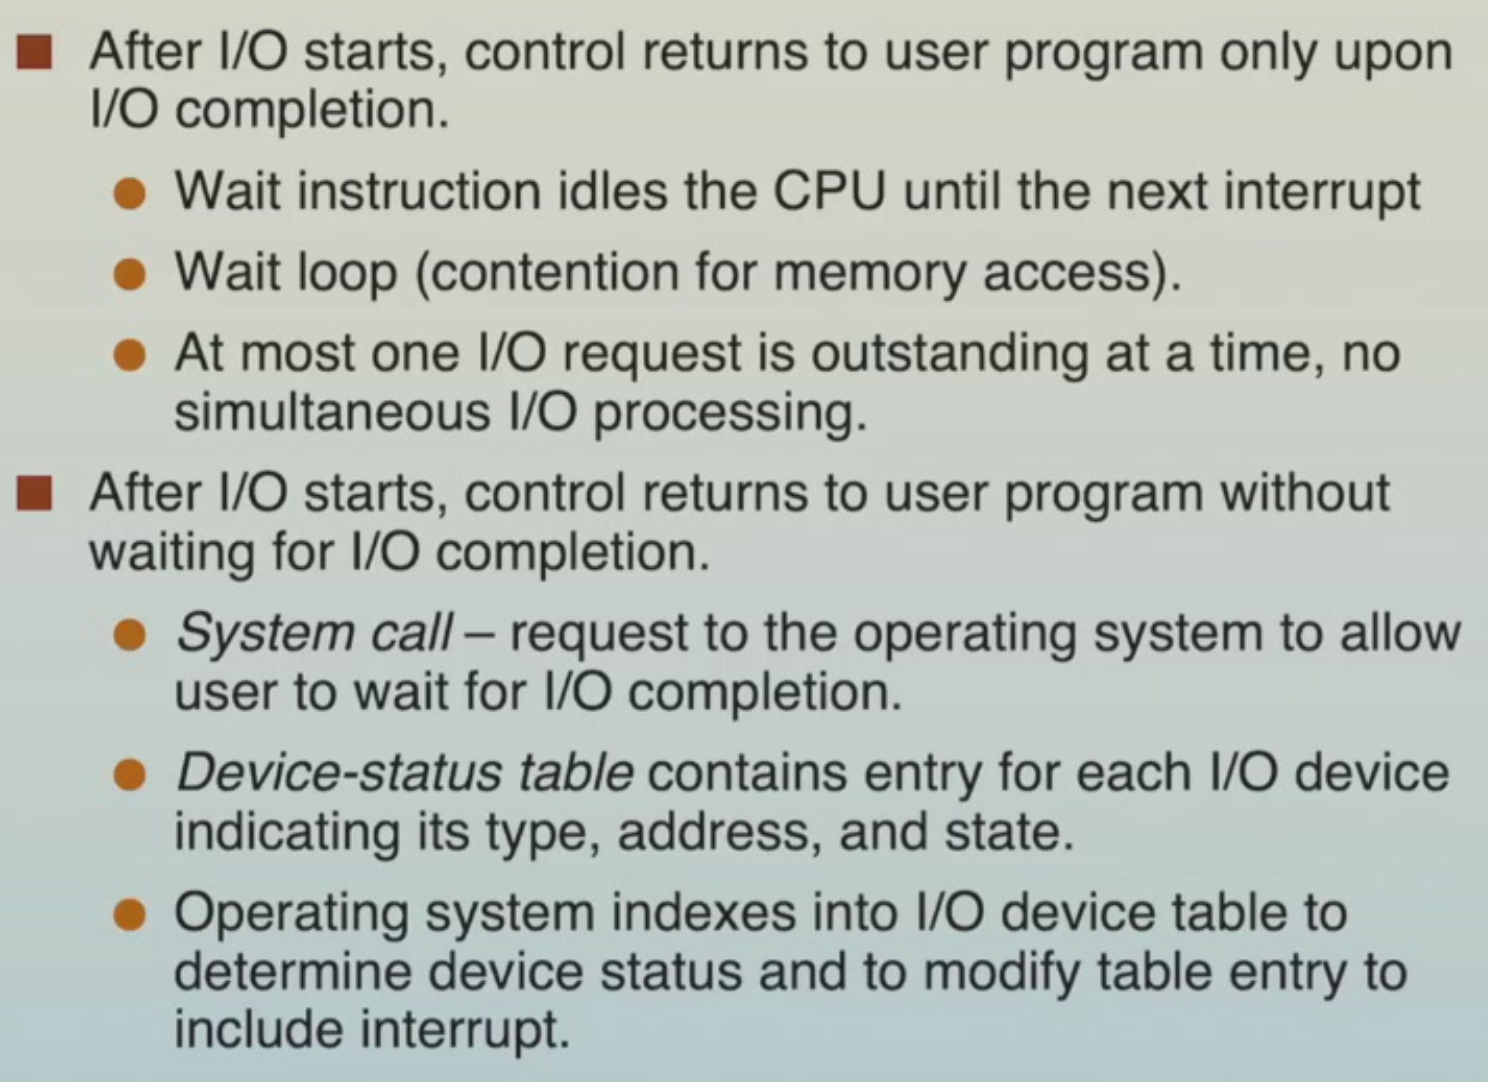 After I/O starts, control returns to user program only upon
I/O completion.
Wait instruction idles the CPU until the next interrupt
Wait loop (contention for memory access).
At most one I/O request is outstanding at a time, no
simultaneous I/O processing.
After I/O starts, control returns to user program without
waiting for I/O completion.
System call – request to the operating system to allow
user to wait for I/O completion.
Device-status table contains entry for each I/O device
indicating its type, address, and state.
Operating system indexes into I/O device table to
determine device status and to modify table entry to
include interrupt.